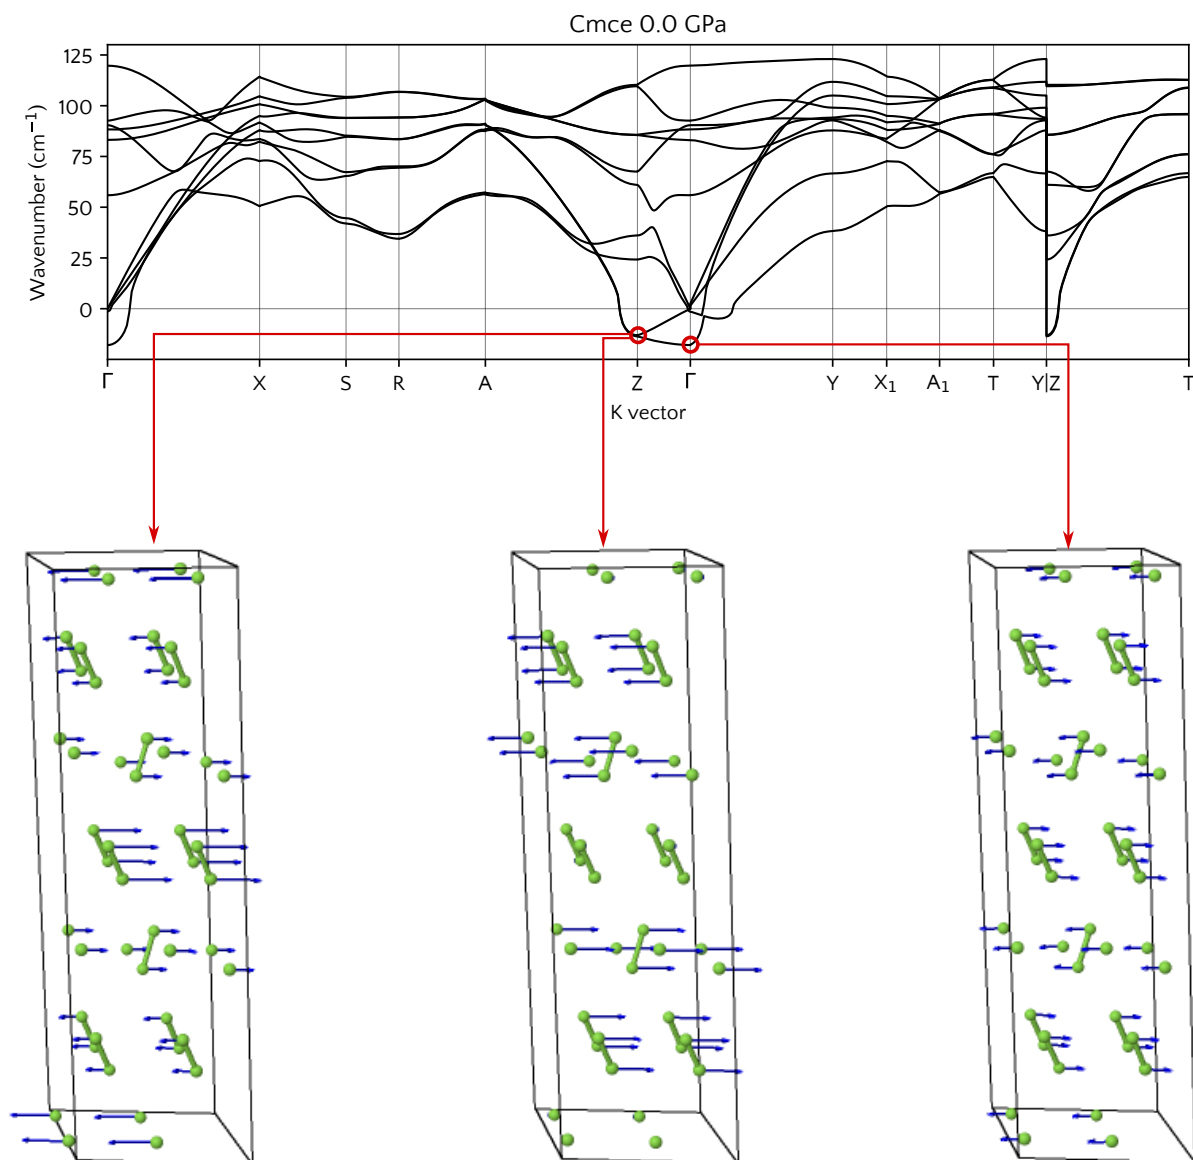 Cmce 0.0 GPa
Wavenumber (cm⁻¹)
125
100
75
50
25
0
Γ X S R A Z Γ Y X₁ A₁ T Y|Z T
K vector